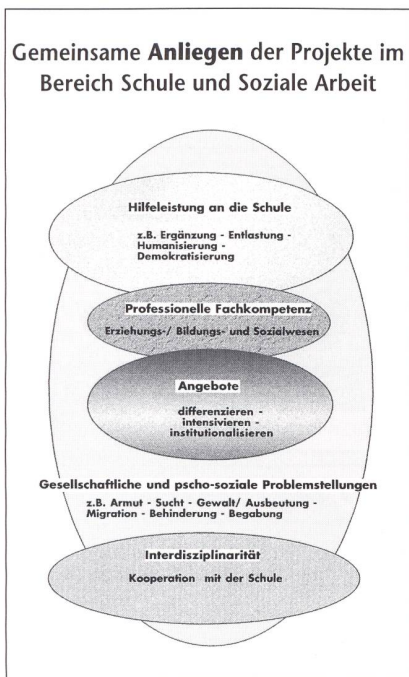 Gemeinsame Anliegen der Projekte im
Bereich Schule und Soziale Arbeit
Hilfeleistung an die Schule
z.B. Ergänzung - Entlastung -
Humanisierung -
Demokratisierung
Professionelle Fachkompetenz
Erziehungs-/ Bildungs- und Sozialwesen
Angebote
differenzieren -
intensivieren -
institutionalisieren
Gesellschaftliche und pscho-soziale Problemstellungen
z.B. Armut - Sucht - Gewalt/ Ausbeutung -
Migration - Behinderung - Begabung
Interdisziplinarität
Kooperation mit der Schule